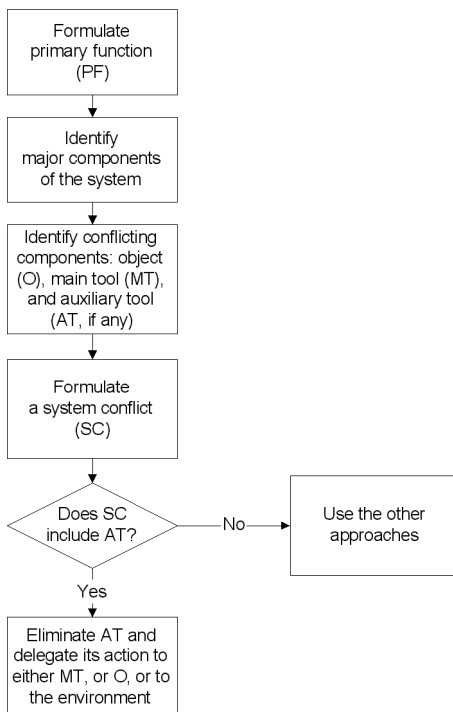 Formulate
primary function
(PF)
Identify
major components
of the system
Identify conflicting
components: object
(O), main tool (MT),
and auxiliary tool
(AT, if any)
Formulate
a system conflict
(SC)
Does SC
include AT?
No
Use the other
approaches
Yes
Eliminate AT and
delegate its action to
either MT, or O, or to
the environment